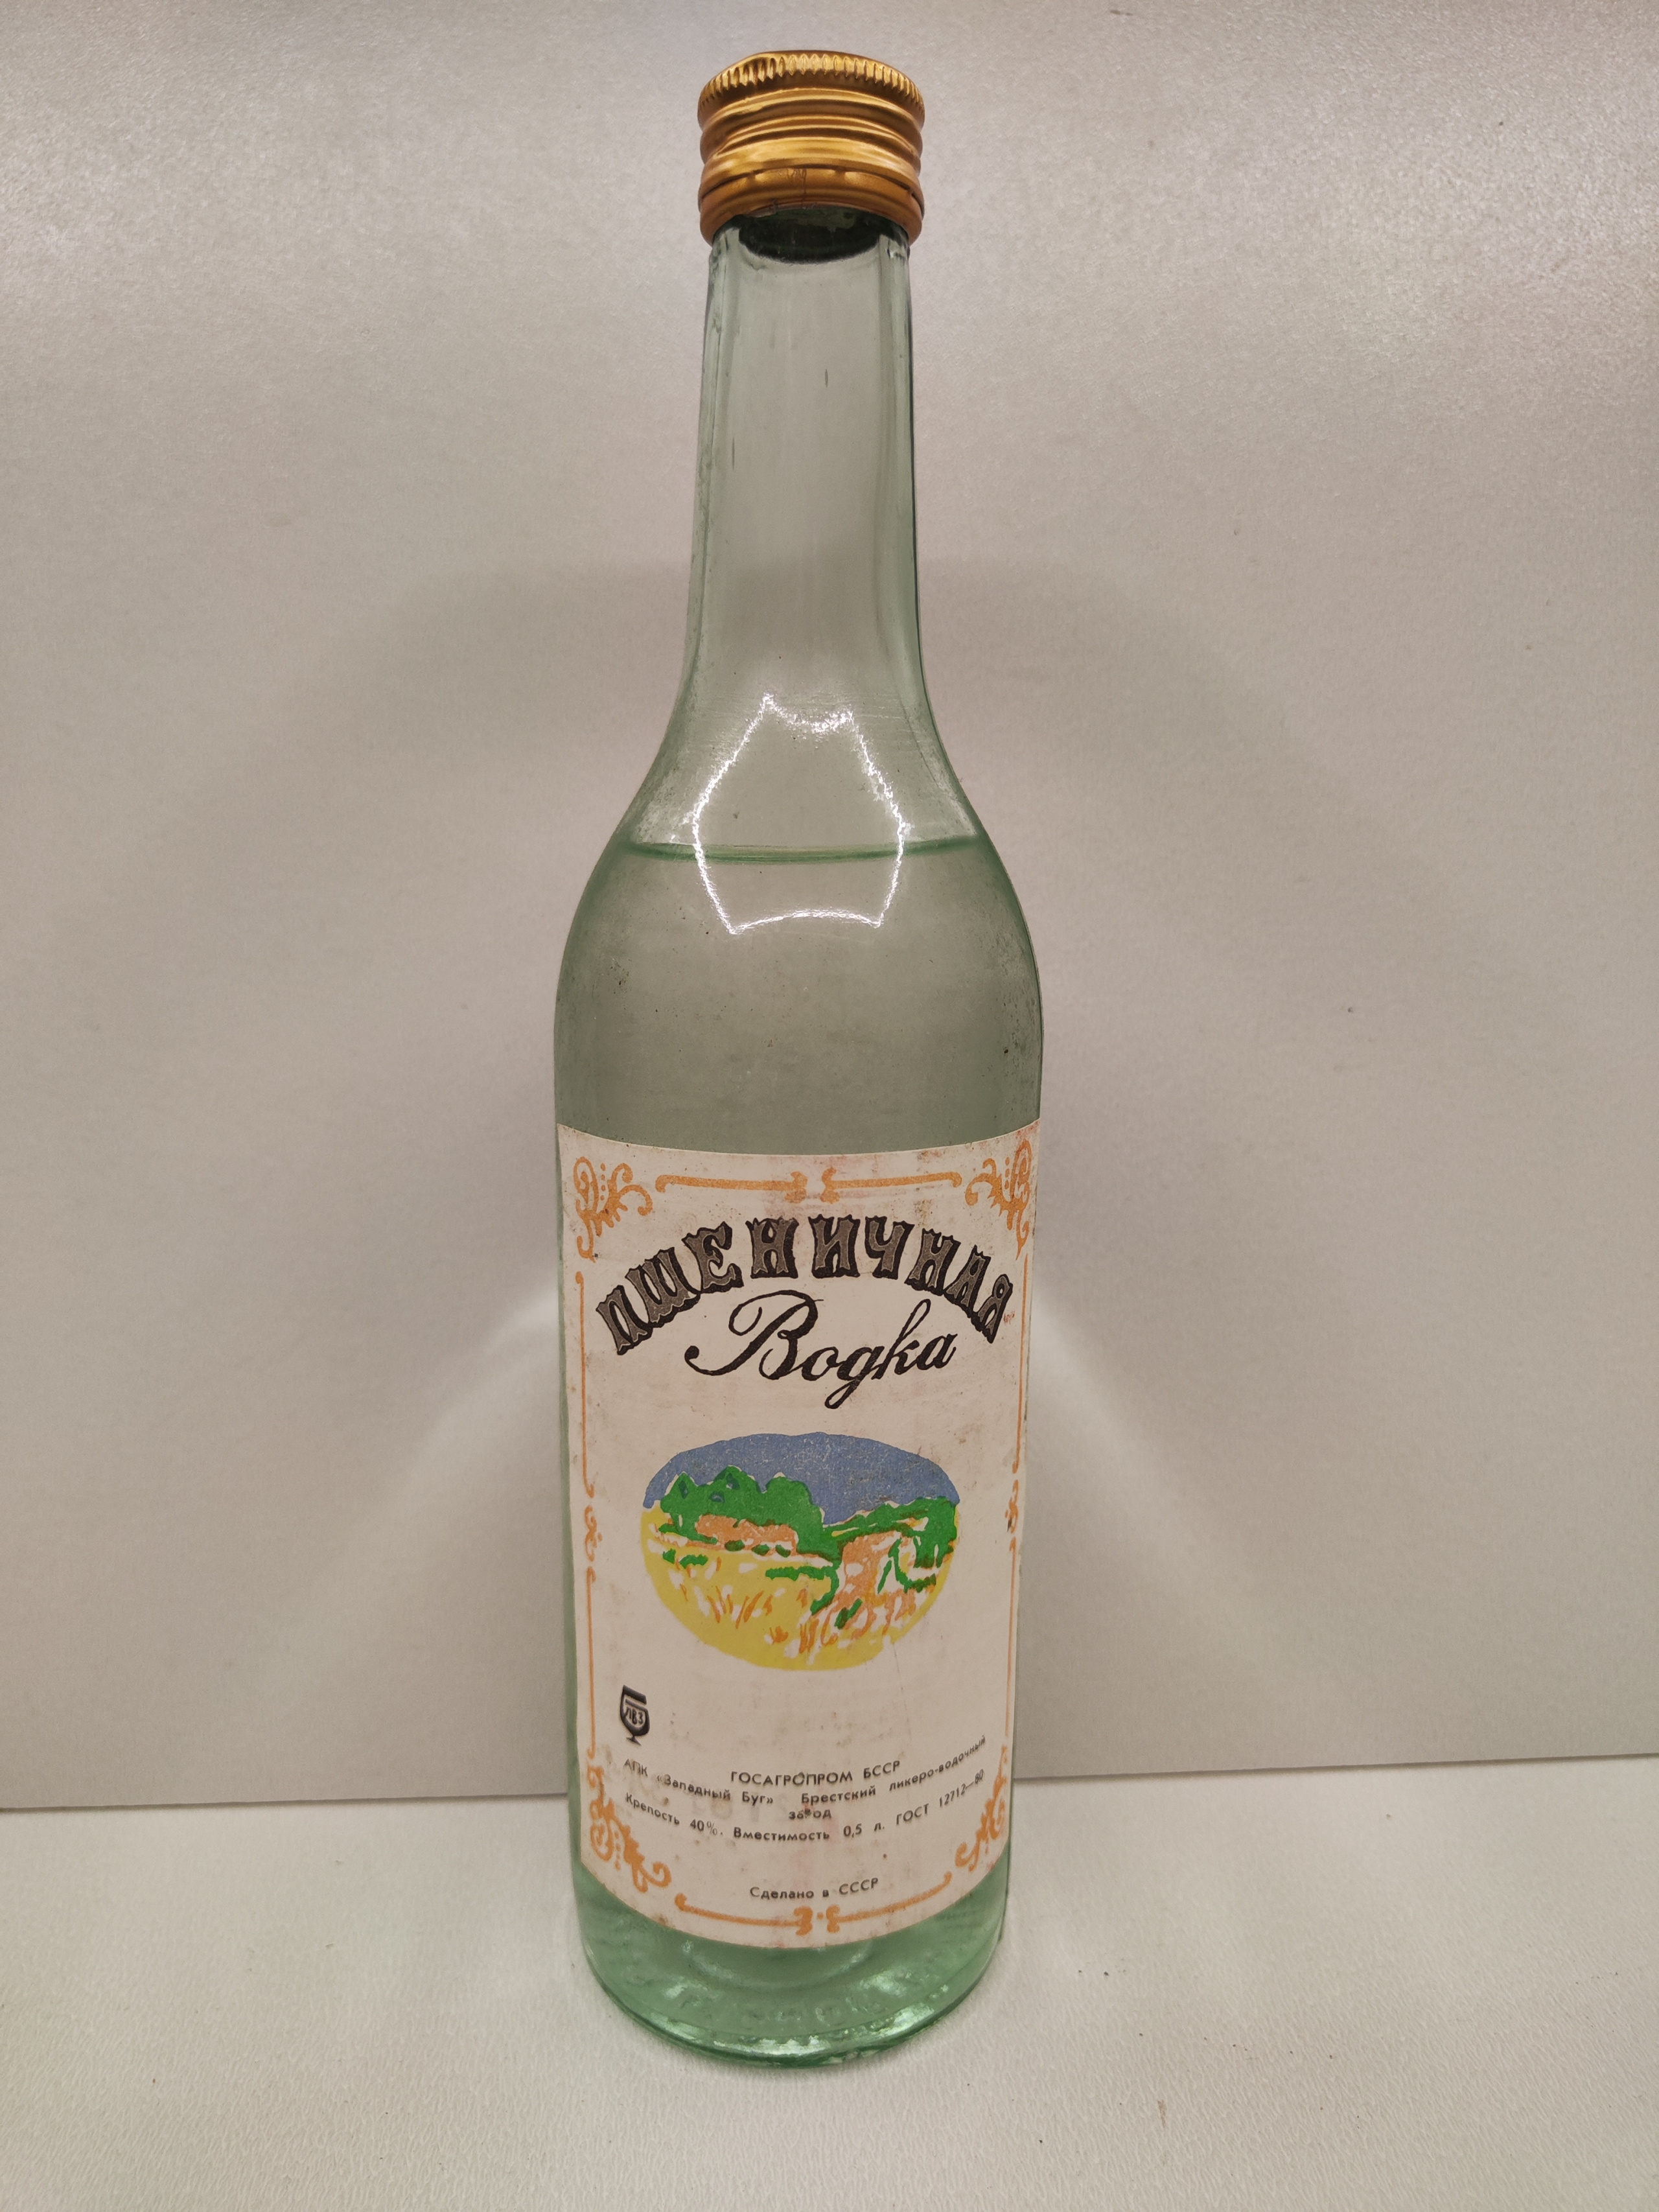 ПШЕНИЧНАЯ
Водка
ЛВЗ
ГОСАГРОПРОМ БССР
АПК «Западный Буг» Брестский ликеро-водочный
завод
Крепость 40%. Вместимость 0,5 л. ГОСТ 12712—80
Сделано в СССР